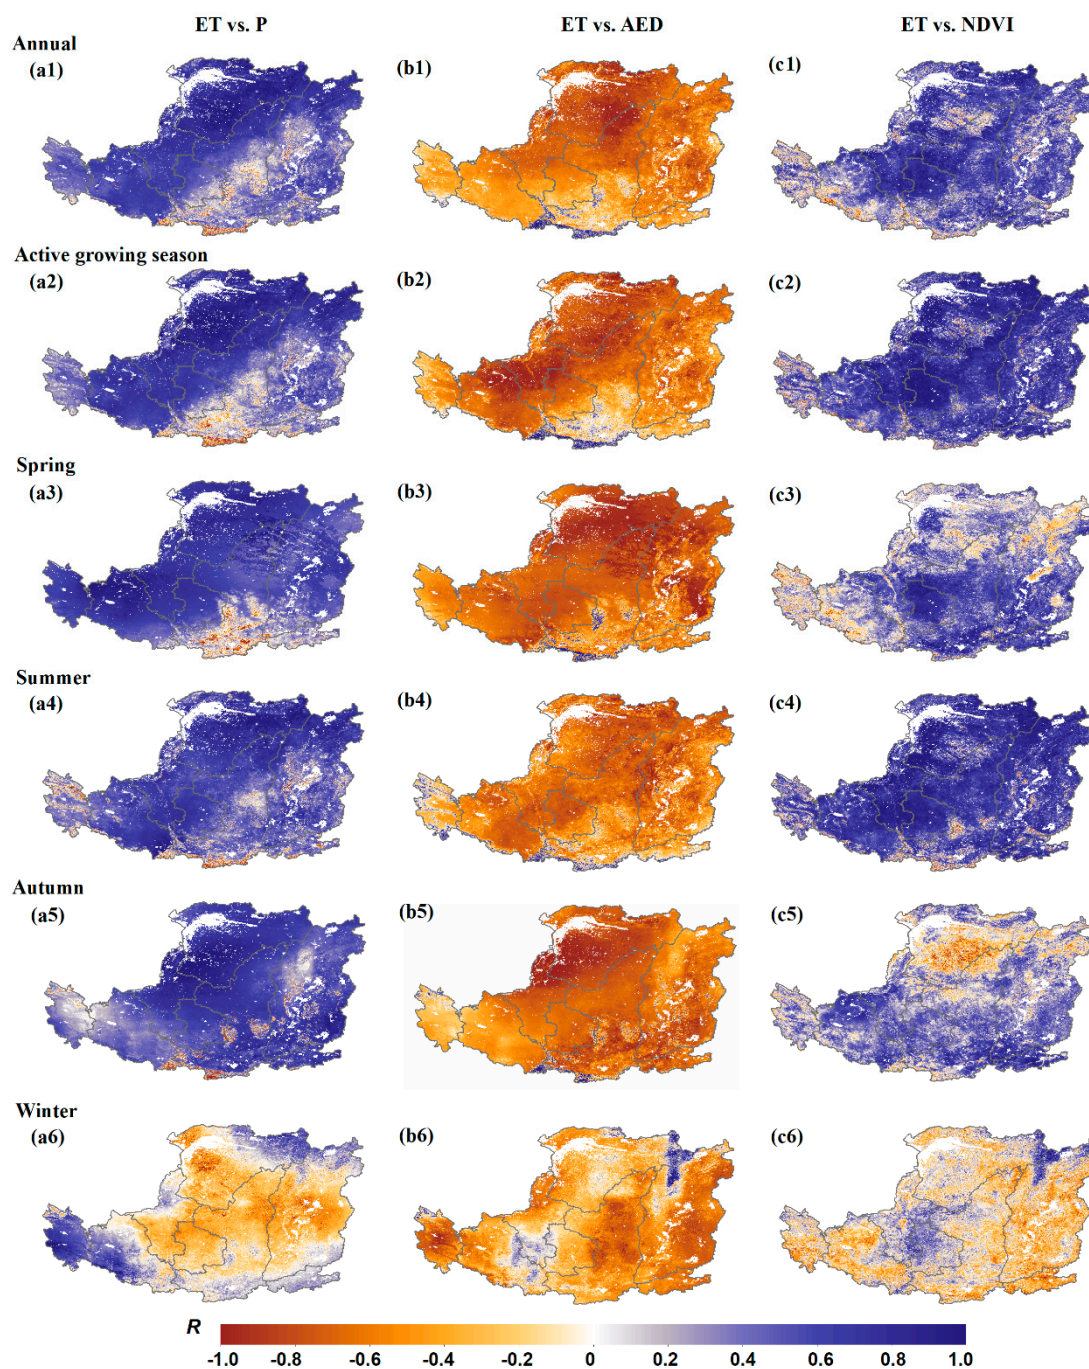 ET vs. P ET vs. AED ET vs. NDVI
Annual
(a1) (b1) (c1)
Active growing season
(a2) (b2) (c2)
Spring
(a3) (b3) (c3)
Summer
(a4) (b4) (c4)
Autumn
(a5) (b5) (c5)
Winter
(a6) (b6) (c6)
R
-1.0 -0.8 -0.6 -0.4 -0.2 0 0.2 0.4 0.6 0.8 1.0